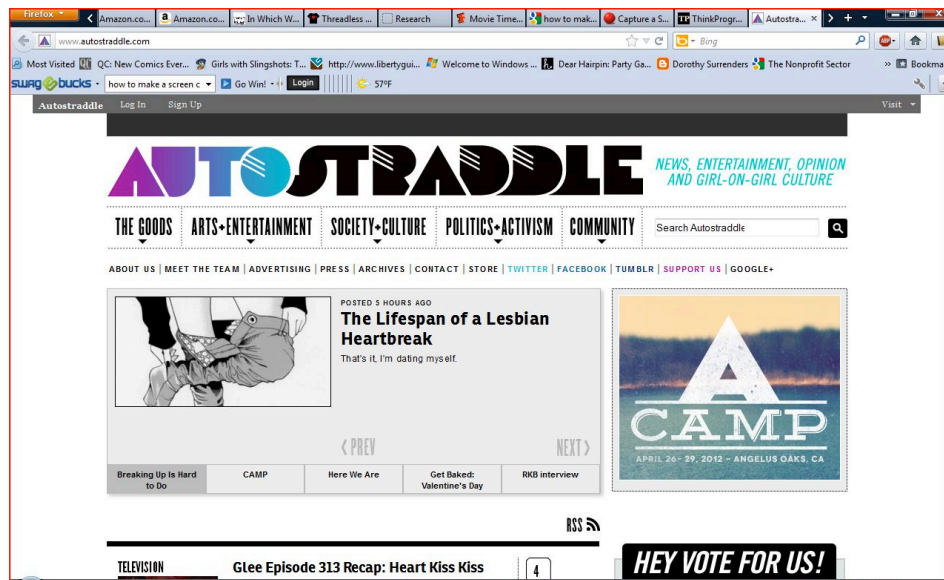 Firefox
Amazon.co... Amazon.co... In Which W... Threadless ... Research Movie Time... how to mak... Capture a S... ThinkProgr... Autostra...
www.autostraddle.com
Bing
Most Visited QC: New Comics Ever... Girls with Slingshots: T... http://www.libertygui... Welcome to Windows ... Dear Hairpin: Party Ga... Dorothy Surrenders The Nonprofit Sector » Bookma
swag bucks how to make a screen c Go Win! Login 57°F
Autostraddle Log In Sign Up Visit
AUTOSTRADDLE
NEWS, ENTERTAINMENT, OPINION
AND GIRL-ON-GIRL CULTURE
THE GOODS ARTS+ENTERTAINMENT SOCIETY+CULTURE POLITICS+ACTIVISM COMMUNITY Search Autostraddle
ABOUT US | MEET THE TEAM | ADVERTISING | PRESS | ARCHIVES | CONTACT | STORE | TWITTER | FACEBOOK | TUMBLR | SUPPORT US | GOOGLE+
POSTED 5 HOURS AGO
The Lifespan of a Lesbian
Heartbreak
That's it, I'm dating myself.
< PREV NEXT >
Breaking Up Is Hard
to Do
CAMP
Here We Are
Get Baked:
Valentine's Day
RKB interview
A
CAMP
APRIL 26-29, 2012 - ANGELUS OAKS, CA
RSS
TELEVISION
Glee Episode 313 Recap: Heart Kiss Kiss
4
HEY VOTE FOR US!